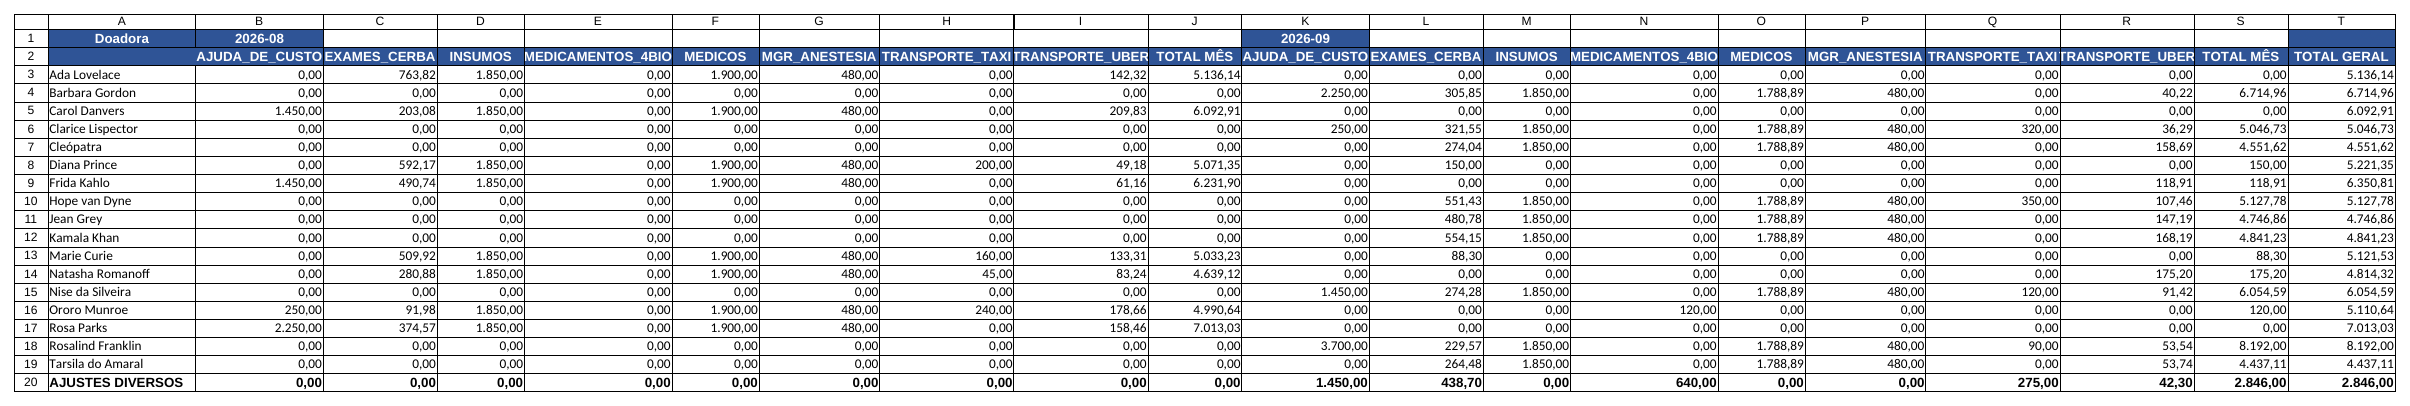 A B C D E F G H I J K L M N O P Q R S T
1 Doadora 2026-08 2026-09
2 AJUDA_DE_CUSTO EXAMES_CERBA INSUMOS MEDICAMENTOS_4BIO MEDICOS MGR_ANESTESIA TRANSPORTE_TAXI TRANSPORTE_UBER TOTAL MÊS AJUDA_DE_CUSTO EXAMES_CERBA INSUMOS MEDICAMENTOS_4BIO MEDICOS MGR_ANESTESIA TRANSPORTE_TAXI TRANSPORTE_UBER TOTAL MÊS TOTAL GERAL
3 Ada Lovelace 0,00 763,82 1.850,00 0,00 1.900,00 480,00 0,00 142,32 5.136,14 0,00 0,00 0,00 0,00 0,00 0,00 0,00 0,00 0,00 5.136,14
4 Barbara Gordon 0,00 0,00 0,00 0,00 0,00 0,00 0,00 0,00 0,00 2.250,00 305,85 1.850,00 0,00 1.788,89 480,00 0,00 40,22 6.714,96 6.714,96
5 Carol Danvers 1.450,00 203,08 1.850,00 0,00 1.900,00 480,00 0,00 209,83 6.092,91 0,00 0,00 0,00 0,00 0,00 0,00 0,00 0,00 0,00 6.092,91
6 Clarice Lispector 0,00 0,00 0,00 0,00 0,00 0,00 0,00 0,00 0,00 250,00 321,55 1.850,00 0,00 1.788,89 480,00 320,00 36,29 5.046,73 5.046,73
7 Cleópatra 0,00 0,00 0,00 0,00 0,00 0,00 0,00 0,00 0,00 0,00 274,04 1.850,00 0,00 1.788,89 480,00 0,00 158,69 4.551,62 4.551,62
8 Diana Prince 0,00 592,17 1.850,00 0,00 1.900,00 480,00 200,00 49,18 5.071,35 0,00 150,00 0,00 0,00 0,00 0,00 0,00 0,00 150,00 5.221,35
9 Frida Kahlo 1.450,00 490,74 1.850,00 0,00 1.900,00 480,00 0,00 61,16 6.231,90 0,00 0,00 0,00 0,00 0,00 0,00 0,00 118,91 118,91 6.350,81
10 Hope van Dyne 0,00 0,00 0,00 0,00 0,00 0,00 0,00 0,00 0,00 0,00 551,43 1.850,00 0,00 1.788,89 480,00 350,00 107,46 5.127,78 5.127,78
11 Jean Grey 0,00 0,00 0,00 0,00 0,00 0,00 0,00 0,00 0,00 0,00 480,78 1.850,00 0,00 1.788,89 480,00 0,00 147,19 4.746,86 4.746,86
12 Kamala Khan 0,00 0,00 0,00 0,00 0,00 0,00 0,00 0,00 0,00 0,00 554,15 1.850,00 0,00 1.788,89 480,00 0,00 168,19 4.841,23 4.841,23
13 Marie Curie 0,00 509,92 1.850,00 0,00 1.900,00 480,00 160,00 133,31 5.033,23 0,00 88,30 0,00 0,00 0,00 0,00 0,00 0,00 88,30 5.121,53
14 Natasha Romanoff 0,00 280,88 1.850,00 0,00 1.900,00 480,00 45,00 83,24 4.639,12 0,00 0,00 0,00 0,00 0,00 0,00 0,00 175,20 175,20 4.814,32
15 Nise da Silveira 0,00 0,00 0,00 0,00 0,00 0,00 0,00 0,00 0,00 1.450,00 274,28 1.850,00 0,00 1.788,89 480,00 120,00 91,42 6.054,59 6.054,59
16 Ororo Munroe 250,00 91,98 1.850,00 0,00 1.900,00 480,00 240,00 178,66 4.990,64 0,00 0,00 0,00 120,00 0,00 0,00 0,00 0,00 120,00 5.110,64
17 Rosa Parks 2.250,00 374,57 1.850,00 0,00 1.900,00 480,00 0,00 158,46 7.013,03 0,00 0,00 0,00 0,00 0,00 0,00 0,00 0,00 0,00 7.013,03
18 Rosalind Franklin 0,00 0,00 0,00 0,00 0,00 0,00 0,00 0,00 0,00 3.700,00 229,57 1.850,00 0,00 1.788,89 480,00 90,00 53,54 8.192,00 8.192,00
19 Tarsila do Amaral 0,00 0,00 0,00 0,00 0,00 0,00 0,00 0,00 0,00 0,00 264,48 1.850,00 0,00 1.788,89 480,00 0,00 53,74 4.437,11 4.437,11
20 AJUSTES DIVERSOS 0,00 0,00 0,00 0,00 0,00 0,00 0,00 0,00 0,00 1.450,00 438,70 0,00 640,00 0,00 0,00 275,00 42,30 2.846,00 2.846,00